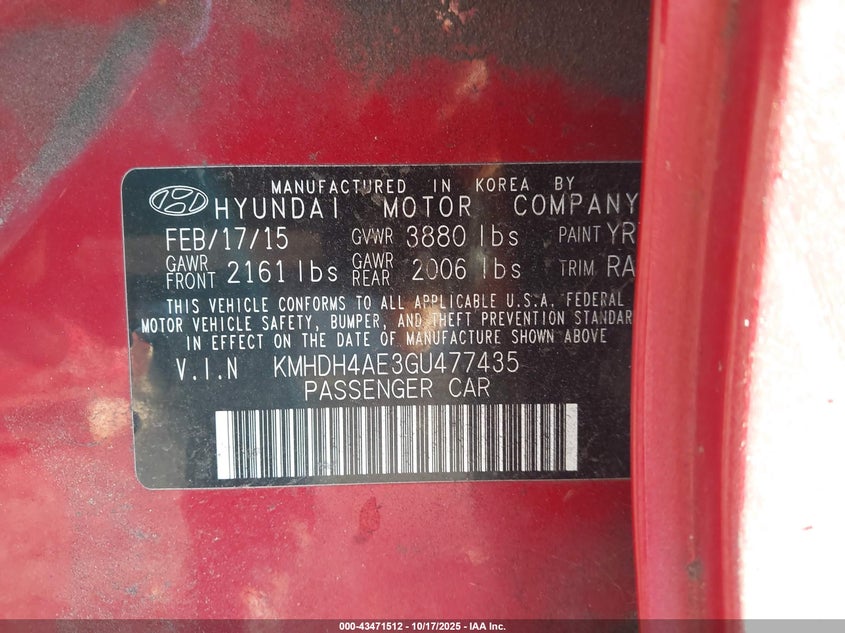 MANUFACTURED IN KOREA BY
HYUNDAI MOTOR COMPANY
FEB/17/15 GVWR 3880 lbs PAINT YR
GAWR FRONT 2161 lbs GAWR REAR 2006 lbs TRIM RA
THIS VEHICLE CONFORMS TO ALL APPLICABLE U.S.A. FEDERAL
MOTOR VEHICLE SAFETY, BUMPER, AND THEFT PREVENTION STANDAR
IN EFFECT ON THE DATE OF MANUFACTURE SHOWN ABOVE
V.I.N KMHDH4AE3GU477435
PASSENGER CAR
000-43471512 - 10/17/2025 - IAA Inc.